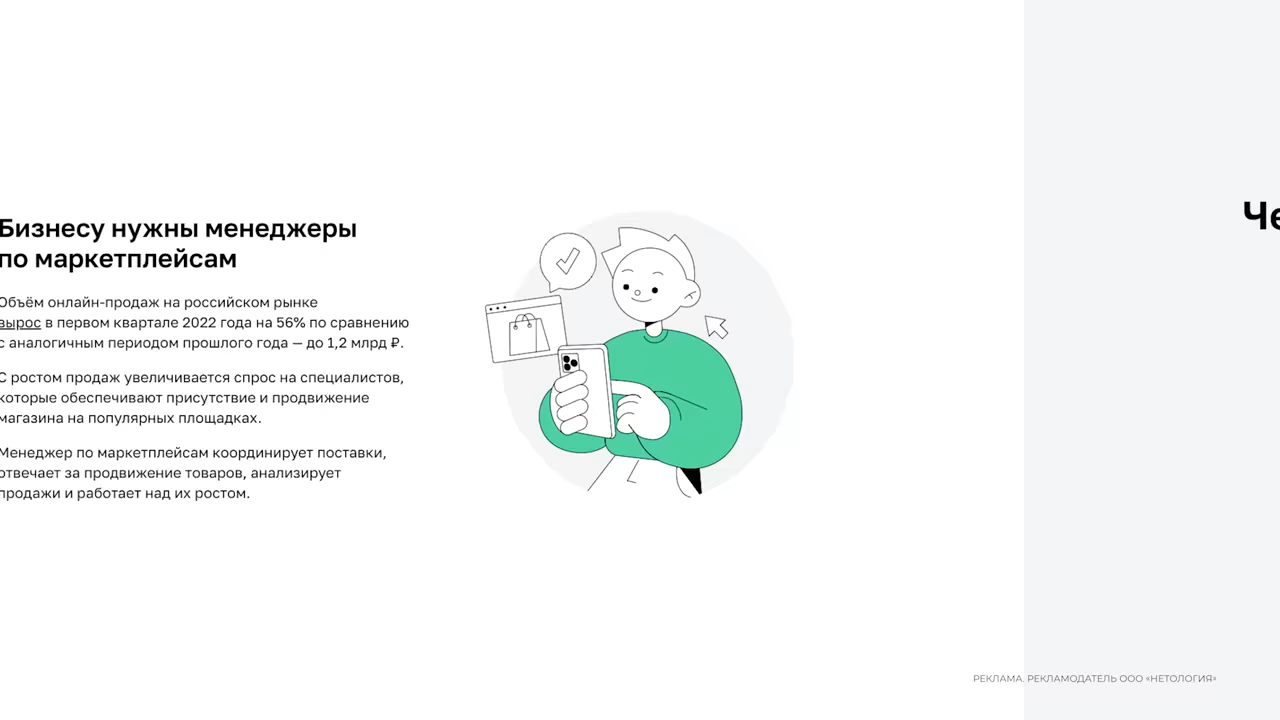 Бизнесу нужны менеджеры
по маркетплейсам
Объём онлайн-продаж на российском рынке
вырос в первом квартале 2022 года на 56% по сравнению
с аналогичным периодом прошлого года — до 1,2 млрд ₽.
С ростом продаж увеличивается спрос на специалистов,
которые обеспечивают присутствие и продвижение
магазина на популярных площадках.
Менеджер по маркетплейсам координирует поставки,
отвечает за продвижение товаров, анализирует
продажи и работает над их ростом.
Че
РЕКЛАМА. РЕКЛАМОДАТЕЛЬ ООО «НЕТОЛОГИЯ»